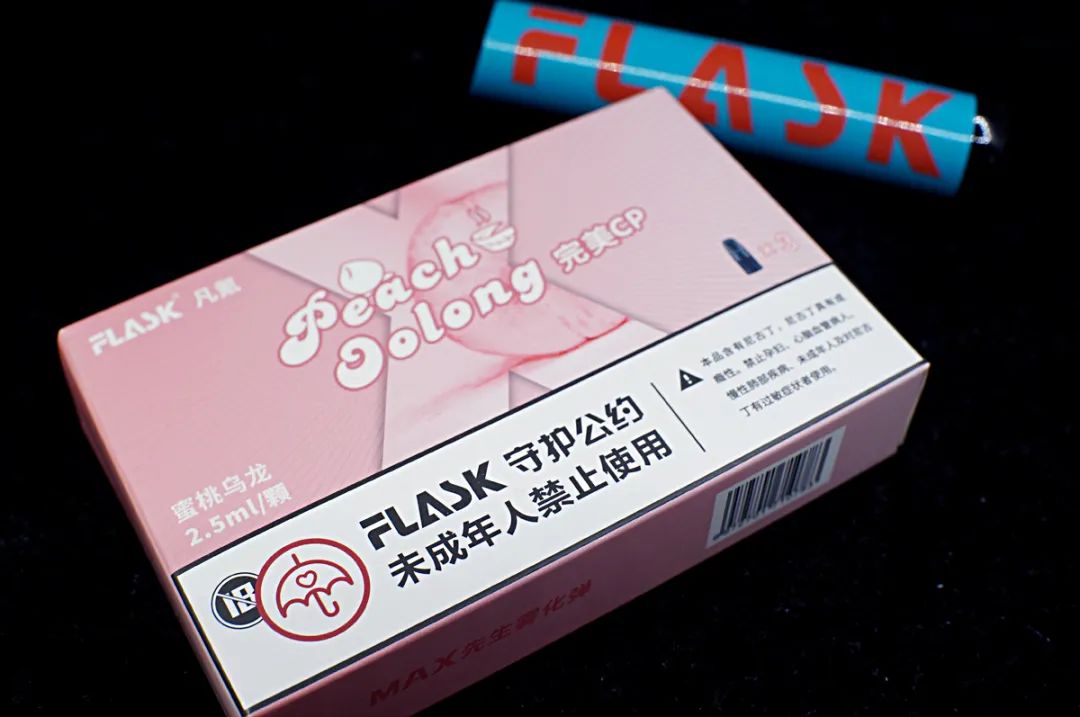 FLASK
FLASK 凡氪
Peach
Oolong
完美CP
蜜桃乌龙
2.5ml/颗
FLASK 守护公约
未成年人禁止使用
本品含有尼古丁，尼古丁具有成
瘾性。禁止孕妇、心脑血管病人、
慢性肺部疾病、未成年人及对尼古
丁有过敏症状者使用。
18
MAX先生雾化弹